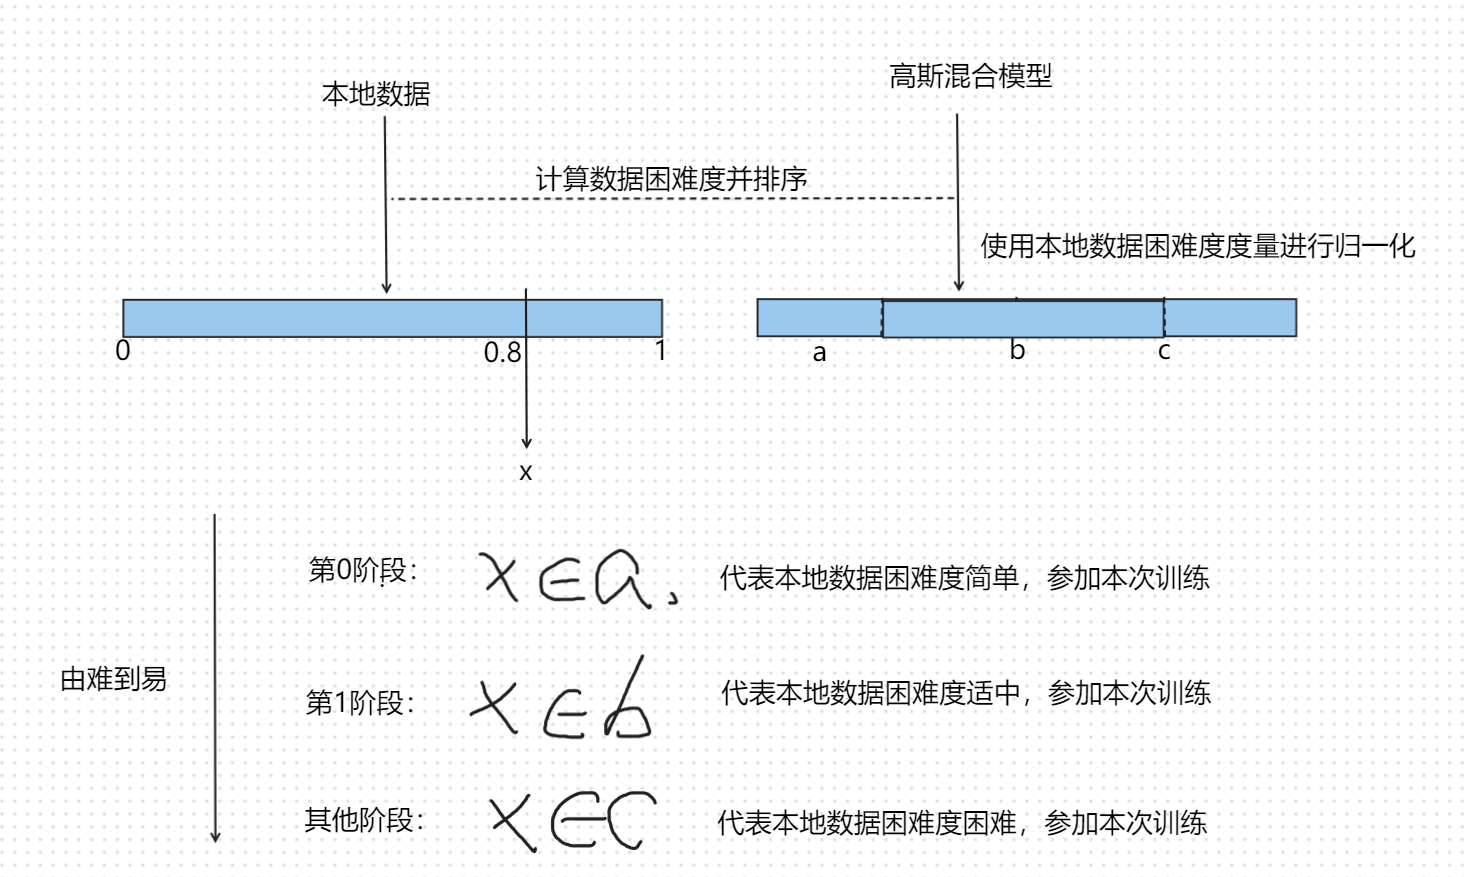 高斯混合模型
本地数据
计算数据困难度并排序
使用本地数据困难度度量进行归一化
0
0.8
1
a
b
c
x
第0阶段： x∈a、 代表本地数据困难度简单，参加本次训练
由难到易
第1阶段： x∈b 代表本地数据困难度适中，参加本次训练
其他阶段： x∈c 代表本地数据困难度困难，参加本次训练